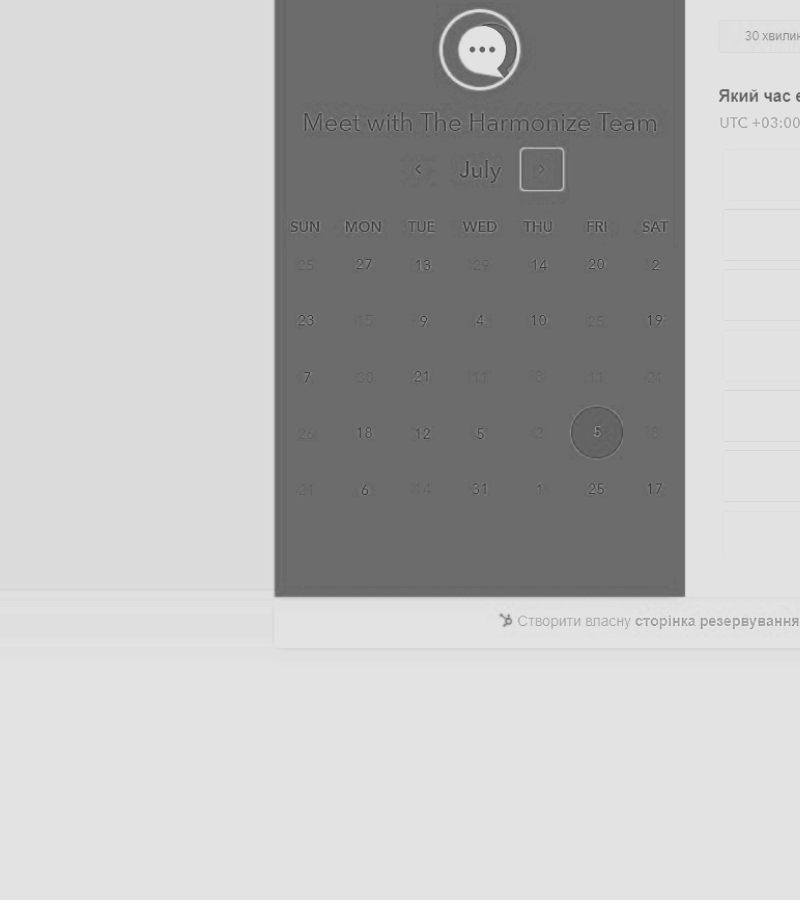 30 хвилин
Який час є
UTC +03:00
Meet with The Harmonize Team
July
SUN MON TUE WED THU FRI SAT
25 27 13 29 14 20 2
23 15 9 4 10 26 19
7 30 21 11 8 11 24
26 18 12 5 2 5 8
21 6 14 31 1 25 17
Створити власну сторінка резервування